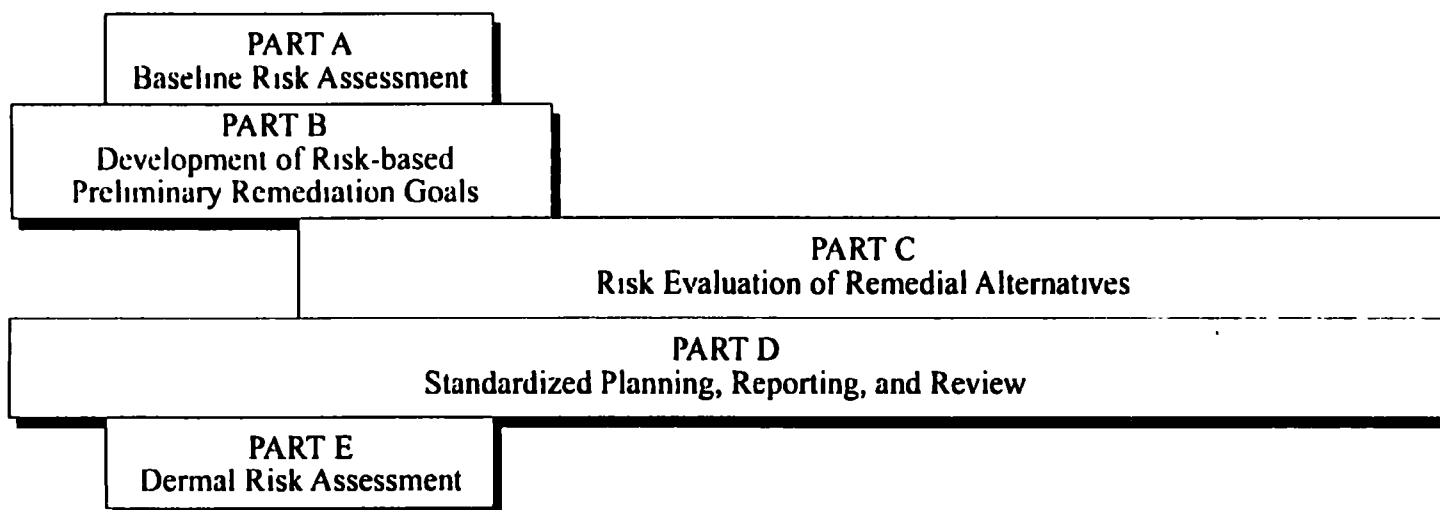 PART A
Baseline Risk Assessment
PART B
Development of Risk-based
Preliminary Remediation Goals
PART C
Risk Evaluation of Remedial Alternatives
PART D
Standardized Planning, Reporting, and Review
PART E
Dermal Risk Assessment